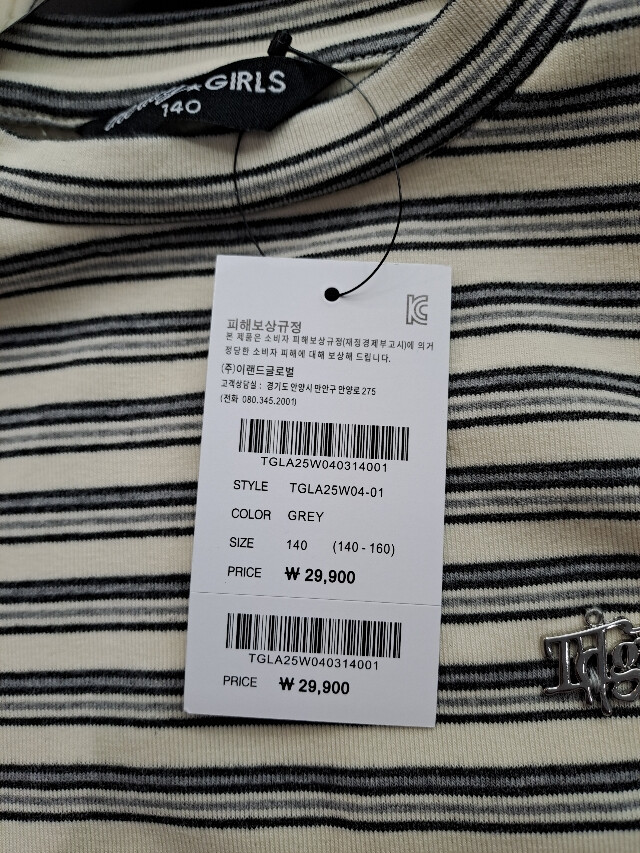 GIRLS
140
피해보상규정
본 제품은 소비자 피해보상규정(재정경제부고시)에 의거
정당한 소비자 피해에 대해 보상해 드립니다.
(주)이랜드글로벌
고객상담실 : 경기도 안양시 만안구 만양로 275
(전화 080.345.2001)
TGLA25W040314001
STYLE TGLA25W04-01
COLOR GREY
SIZE 140 (140 - 160)
PRICE ₩ 29,900
TGLA25W040314001
PRICE ₩ 29,900